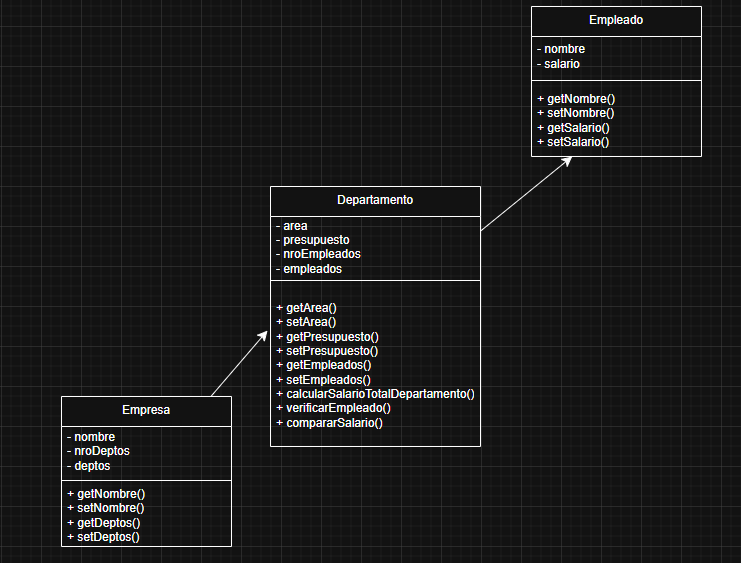 Empleado
- nombre
- salario
+ getNombre()
+ setNombre()
+ getSalario()
+ setSalario()
Departamento
- area
- presupuesto
- nroEmpleados
- empleados
+ getArea()
+ setArea()
+ getPresupuesto()
+ setPresupuesto()
+ getEmpleados()
+ setEmpleados()
+ calcularSalarioTotalDepartamento()
+ verificarEmpleado()
+ compararSalario()
Empresa
- nombre
- nroDeptos
- deptos
+ getNombre()
+ setNombre()
+ getDeptos()
+ setDeptos()